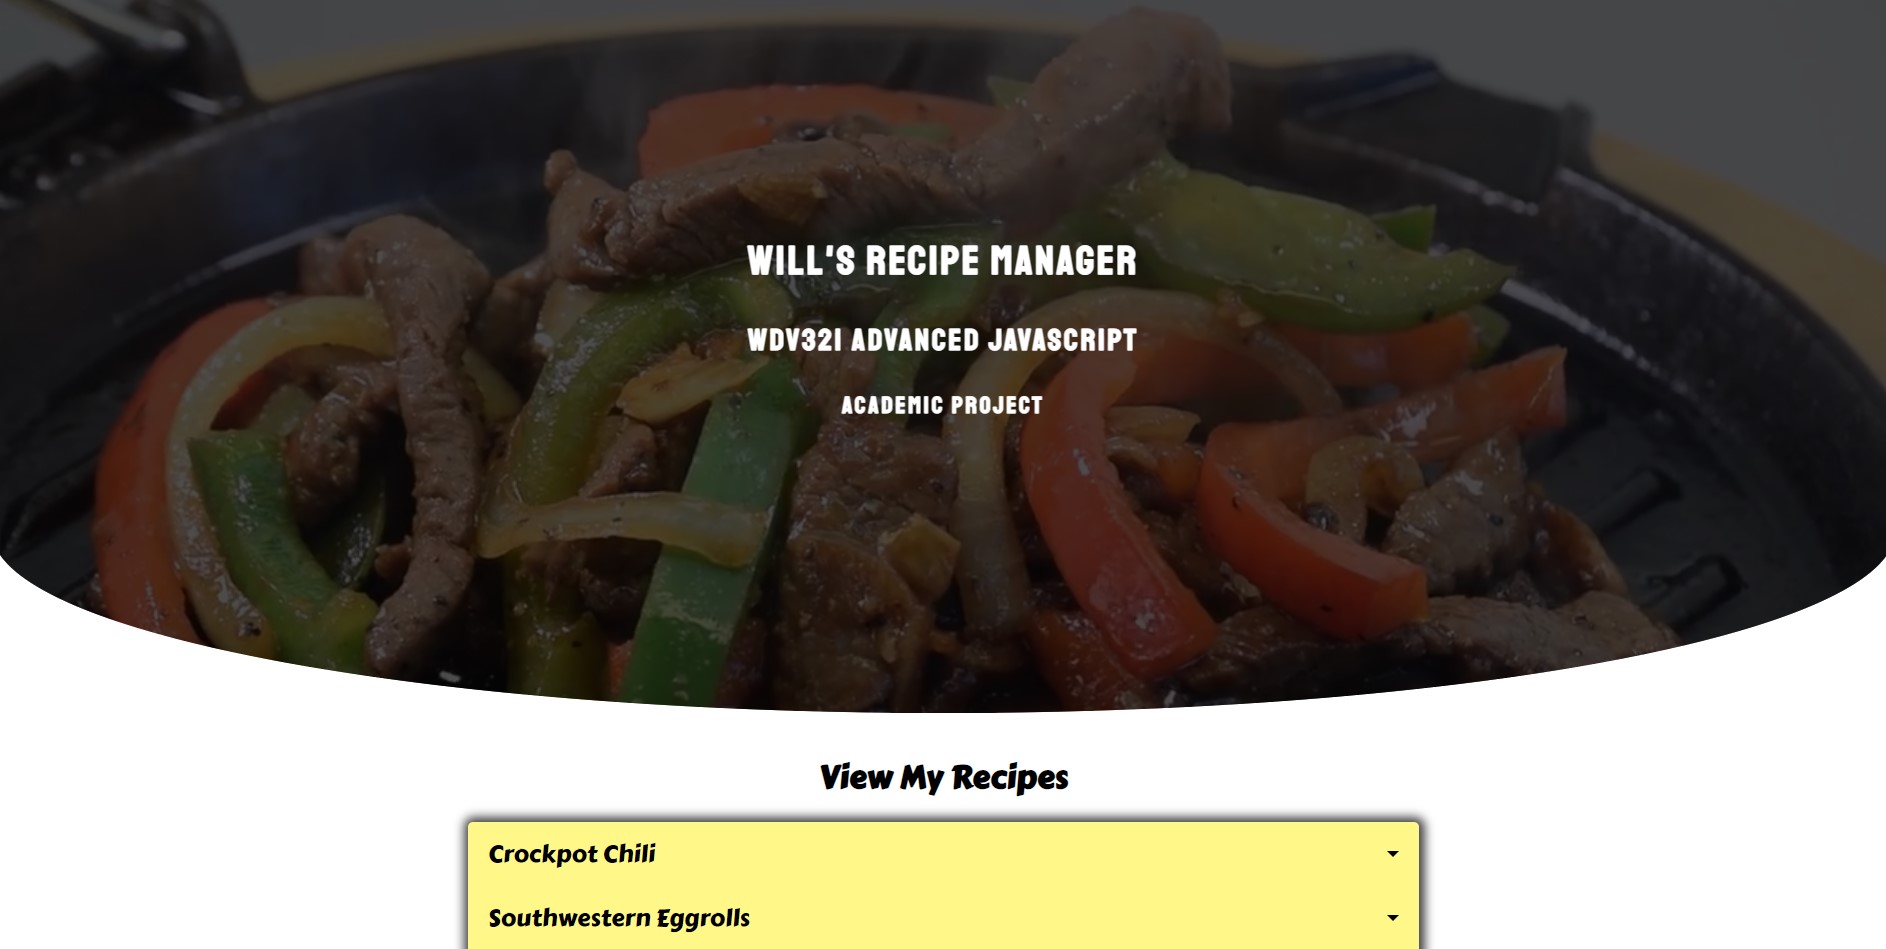 WILL'S RECIPE MANAGER
WDV321 ADVANCED JAVASCRIPT
ACADEMIC PROJECT
View My Recipes
Crockpot Chili
Southwestern Eggrolls